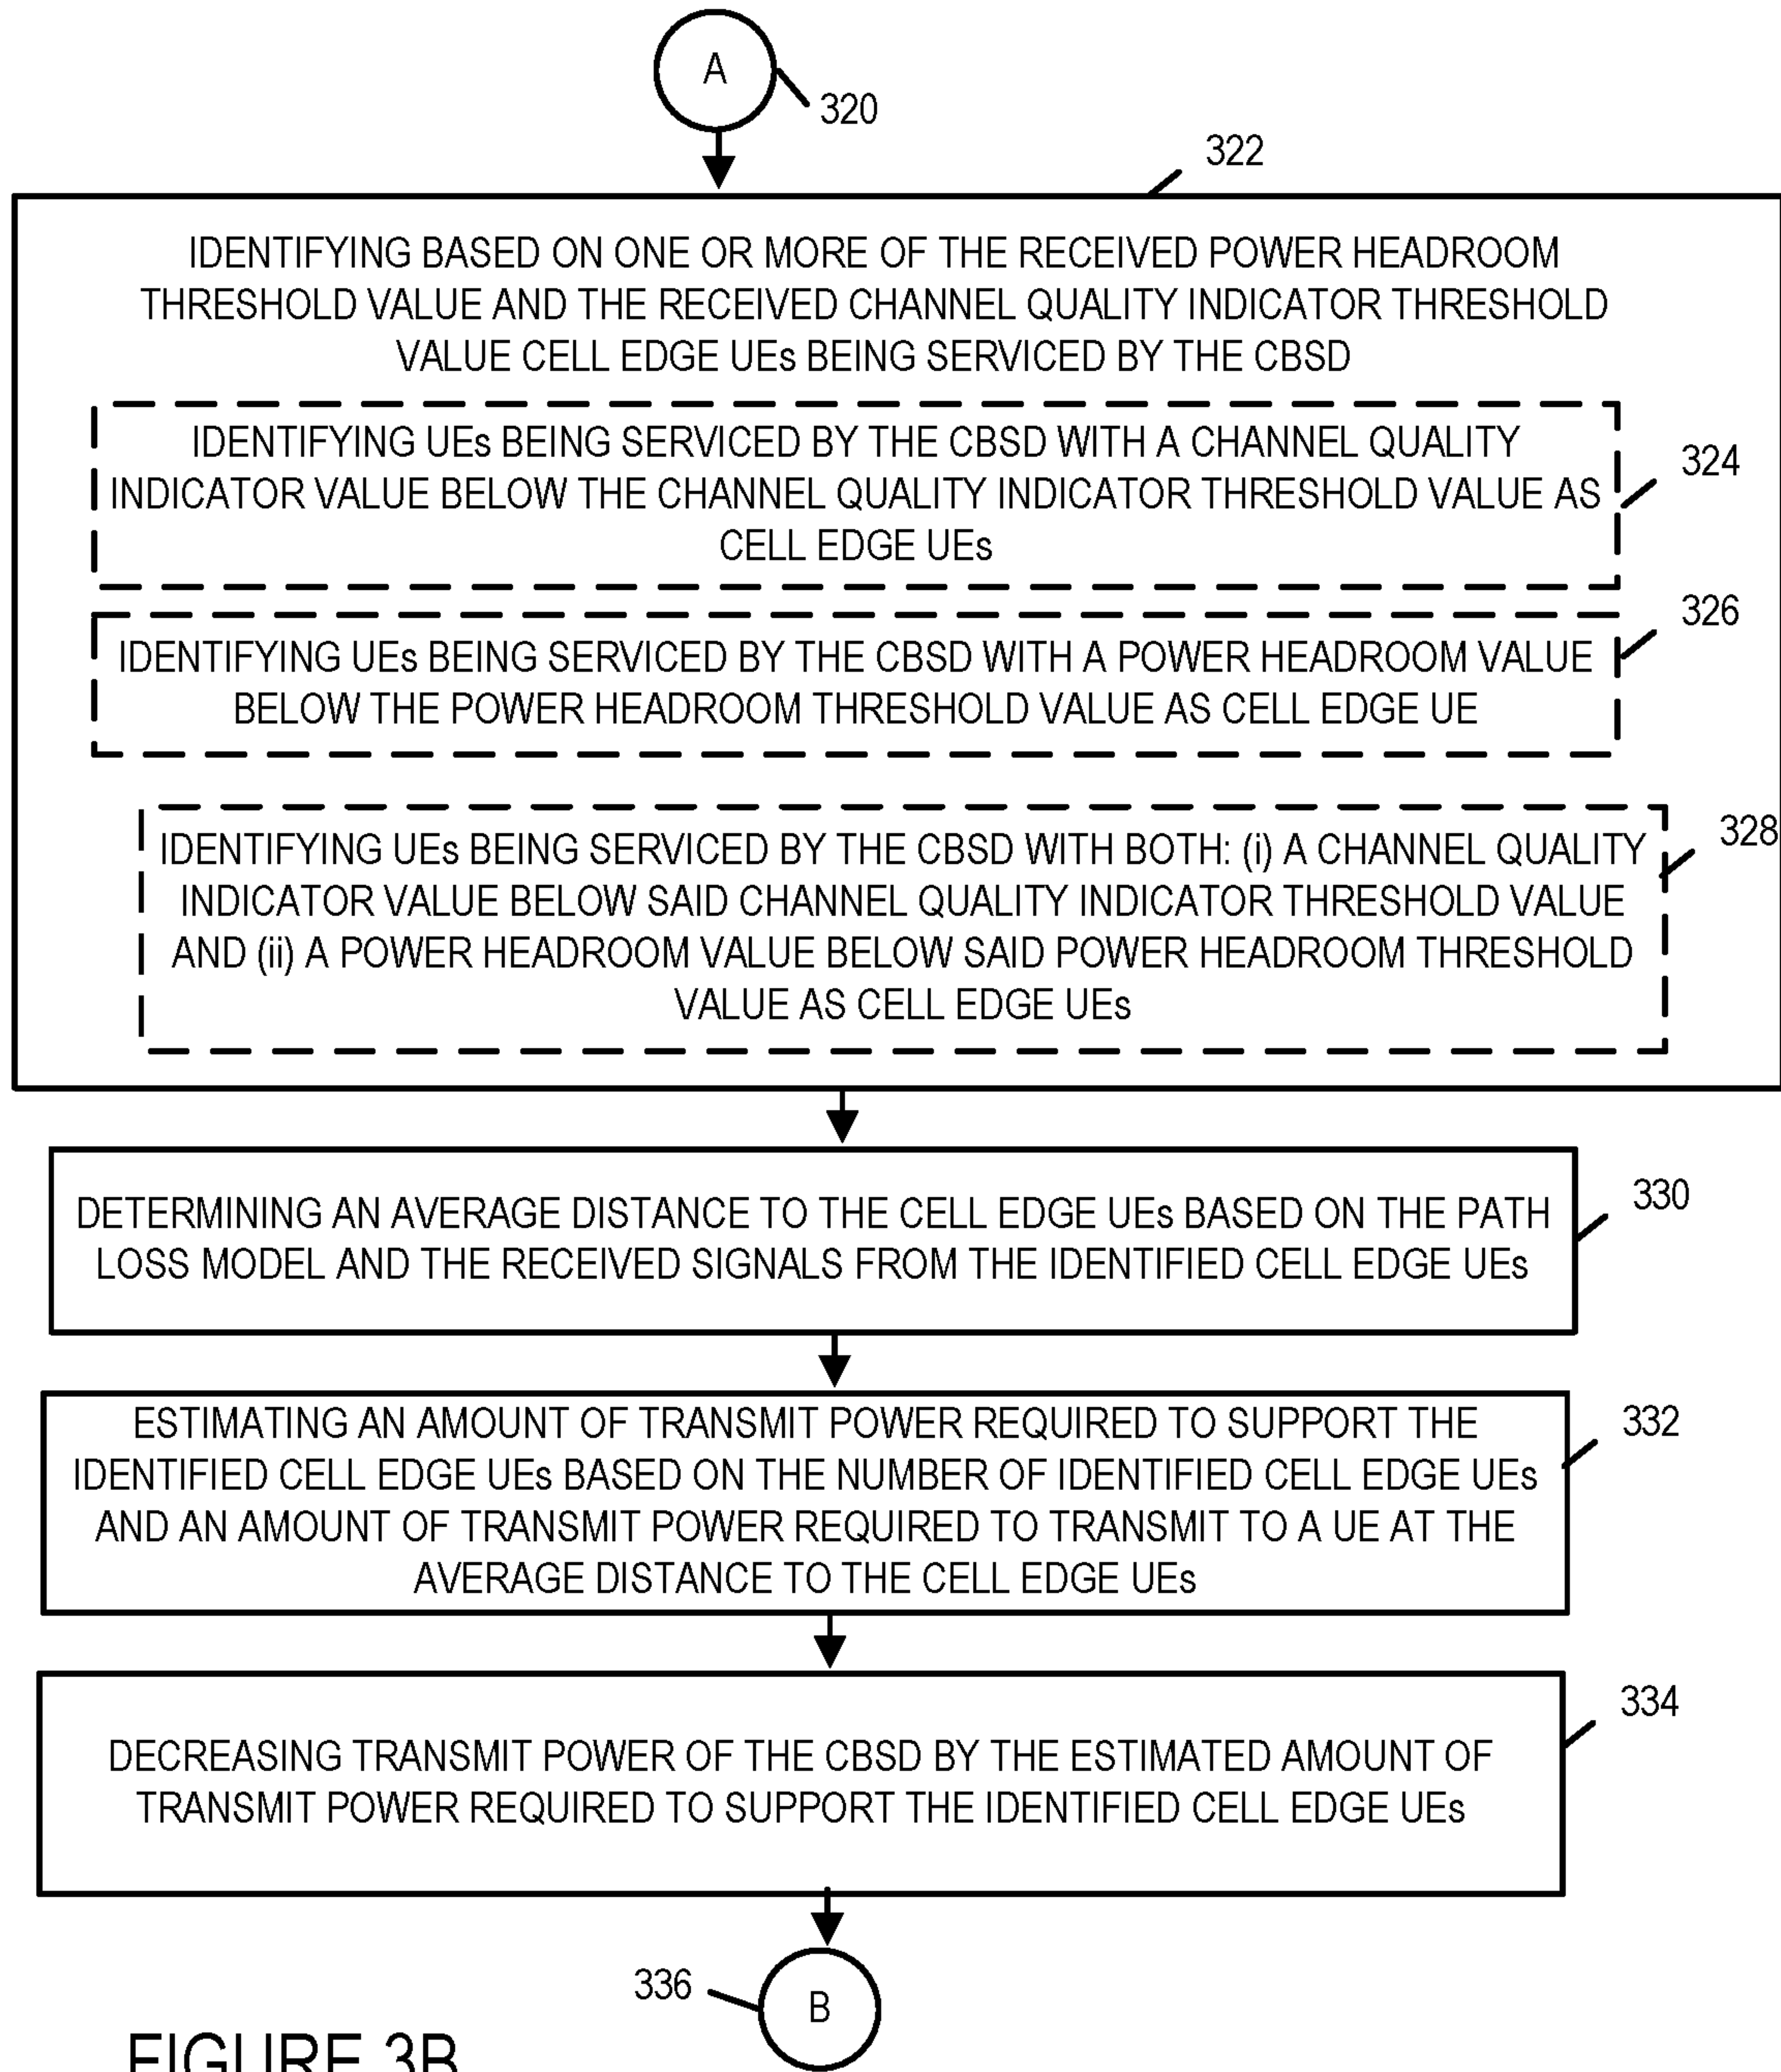 A
320
322
IDENTIFYING BASED ON ONE OR MORE OF THE RECEIVED POWER HEADROOM
THRESHOLD VALUE AND THE RECEIVED CHANNEL QUALITY INDICATOR THRESHOLD
VALUE CELL EDGE UEs BEING SERVICED BY THE CBSD
IDENTIFYING UEs BEING SERVICED BY THE CBSD WITH A CHANNEL QUALITY
INDICATOR VALUE BELOW THE CHANNEL QUALITY INDICATOR THRESHOLD VALUE AS
CELL EDGE UEs
324
IDENTIFYING UEs BEING SERVICED BY THE CBSD WITH A POWER HEADROOM VALUE
BELOW THE POWER HEADROOM THRESHOLD VALUE AS CELL EDGE UE
326
IDENTIFYING UEs BEING SERVICED BY THE CBSD WITH BOTH: (i) A CHANNEL QUALITY
INDICATOR VALUE BELOW SAID CHANNEL QUALITY INDICATOR THRESHOLD VALUE
AND (ii) A POWER HEADROOM VALUE BELOW SAID POWER HEADROOM THRESHOLD
VALUE AS CELL EDGE UEs
328
DETERMINING AN AVERAGE DISTANCE TO THE CELL EDGE UEs BASED ON THE PATH
LOSS MODEL AND THE RECEIVED SIGNALS FROM THE IDENTIFIED CELL EDGE UEs
330
ESTIMATING AN AMOUNT OF TRANSMIT POWER REQUIRED TO SUPPORT THE
IDENTIFIED CELL EDGE UEs BASED ON THE NUMBER OF IDENTIFIED CELL EDGE UEs
AND AN AMOUNT OF TRANSMIT POWER REQUIRED TO TRANSMIT TO A UE AT THE
AVERAGE DISTANCE TO THE CELL EDGE UEs
332
DECREASING TRANSMIT POWER OF THE CBSD BY THE ESTIMATED AMOUNT OF
TRANSMIT POWER REQUIRED TO SUPPORT THE IDENTIFIED CELL EDGE UEs
334
336
B
FIGURE 3B